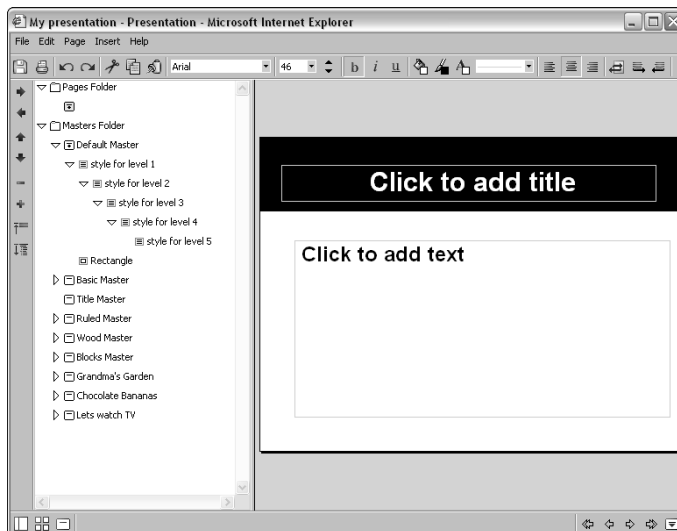 My presentation - Presentation - Microsoft Internet Explorer
File Edit Page Insert Help
Arial 46 b i u A
Pages Folder
Masters Folder
Default Master
style for level 1
style for level 2
style for level 3
style for level 4
style for level 5
Rectangle
Basic Master
Title Master
Ruled Master
Wood Master
Blocks Master
Grandma's Garden
Chocolate Bananas
Lets watch TV
Click to add title
Click to add text